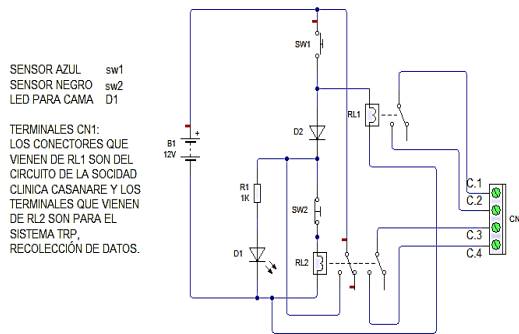 SENSOR AZUL sw1
SENSOR NEGRO sw2
LED PARA CAMA D1
TERMINALES CN1:
LOS CONECTORES QUE
VIENEN DE RL1 SON DEL
CIRCUITO DE LA SOCIDAD
CLINICA CASANARE Y LOS
TERMINALES QUE VIENEN
DE RL2 SON PARA EL
SISTEMA TRP,
RECOLECCIÓN DE DATOS.
B1
12V
+
SW1
D2
R1
1K
SW2
D1
RL2
RL1
C.1
C.2
C.3
C.4
CN